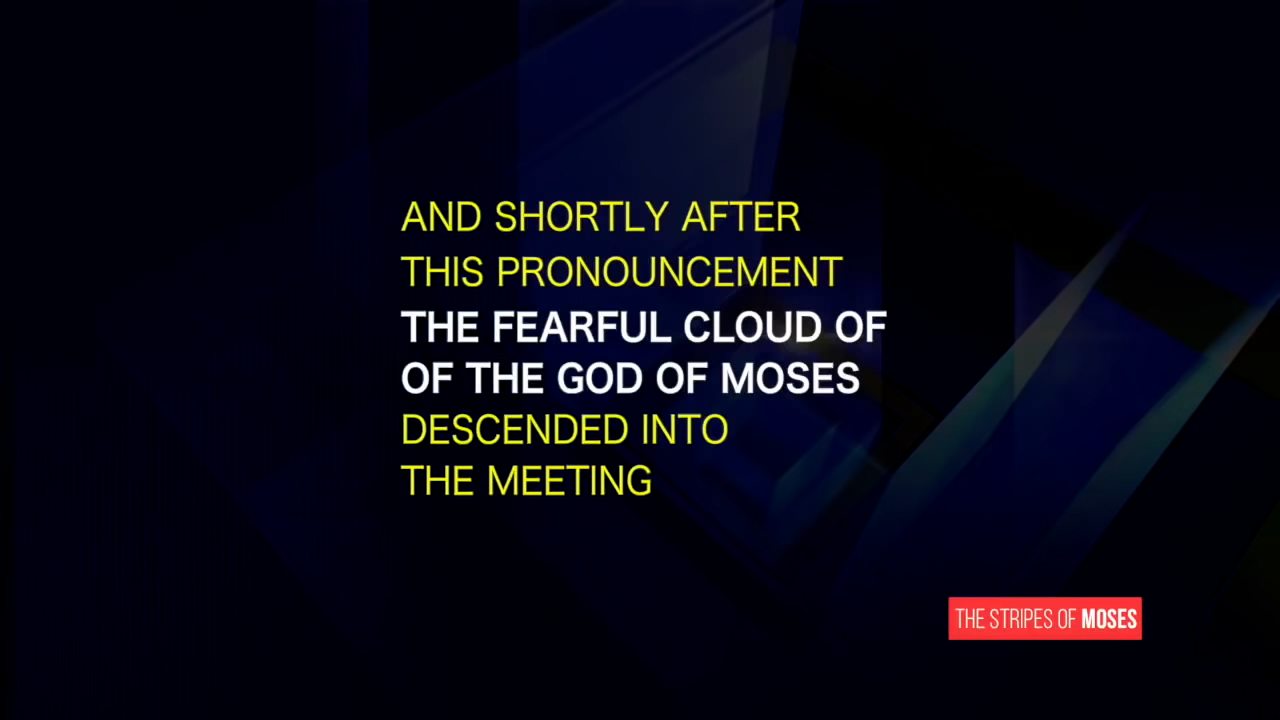 AND SHORTLY AFTER
THIS PRONOUNCEMENT
THE FEARFUL CLOUD OF
OF THE GOD OF MOSES
DESCENDED INTO
THE MEETING
THE STRIPES OF MOSES